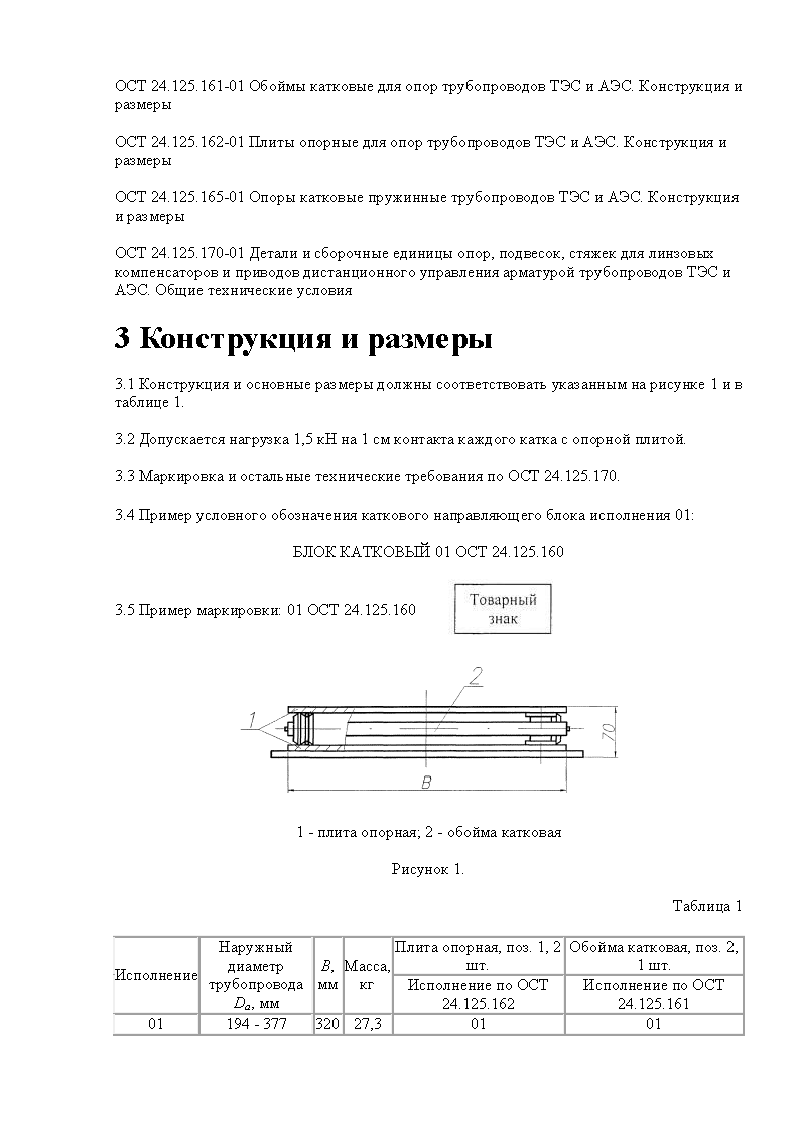 ОСТ 24.125.161-01 Обоймы катковые для опор трубопроводов ТЭС и АЭС. Конструкция и
размеры
ОСТ 24.125.162-01 Плиты опорные для опор трубопроводов ТЭС и АЭС. Конструкция и
размеры
ОСТ 24.125.165-01 Опоры катковые пружинные трубопроводов ТЭС и АЭС. Конструкция
и размеры
ОСТ 24.125.170-01 Детали и сборочные единицы опор, подвесок, стяжек для линзовых
компенсаторов и приводов дистанционного управления арматурой трубопроводов ТЭС и
АЭС. Общие технические условия
3 Конструкция и размеры
3.1 Конструкция и основные размеры должны соответствовать указанным на рисунке 1 и в
таблице 1.
3.2 Допускается нагрузка 1,5 кН на 1 см контакта каждого катка с опорной плитой.
3.3 Маркировка и остальные технические требования по ОСТ 24.125.170.
3.4 Пример условного обозначения каткового направляющего блока исполнения 01:
БЛОК КАТКОВЫЙ 01 ОСТ 24.125.160
3.5 Пример маркировки: 01 ОСТ 24.125.160
Товарный
знак
2
1
70
В
1 - плита опорная; 2 - обойма катковая
Рисунок 1.
Таблица 1
Исполнение
Наружный
диаметр
трубопровода
Da, мм
В,
мм
Масса,
кг
Плита опорная, поз. 1, 2
шт.
Обойма катковая, поз. 2,
1 шт.
Исполнение по ОСТ
24.125.162
Исполнение по ОСТ
24.125.161
01 194 - 377 320 27,3 01 01